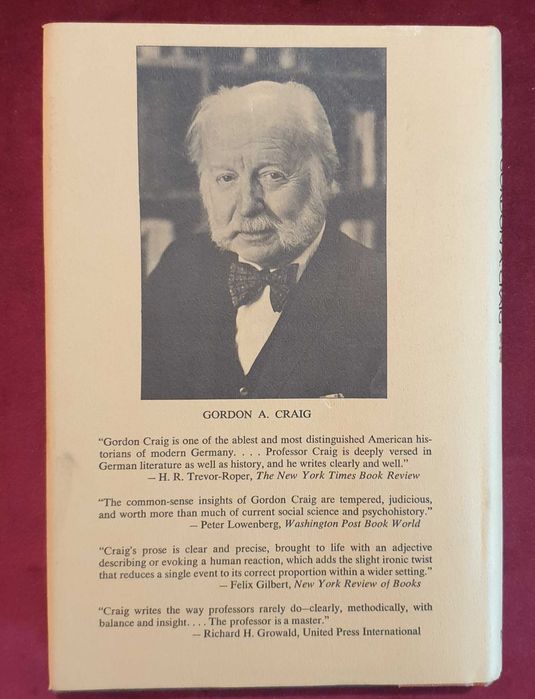 GORDON A. CRAIG
“Gordon Craig is one of the ablest and most distinguished American his-
torians of modern Germany. . . . Professor Craig is deeply versed in
German literature as well as history, and he writes clearly and well.”
— H. R. Trevor-Roper, The New York Times Book Review
“The common-sense insights of Gordon Craig are tempered, judicious,
and worth more than much of current social science and psychohistory.”
— Peter Lowenberg, Washington Post Book World
“Craig's prose is clear and precise, brought to life with an adjective
describing or evoking a human reaction, which adds the slight ironic twist
that reduces a single event to its correct proportion within a wider setting.”
— Felix Gilbert, New York Review of Books
“Craig writes the way professors rarely do—clearly, methodically, with
balance and insight. . . . The professor is a master.”
— Richard H. Growald, United Press International